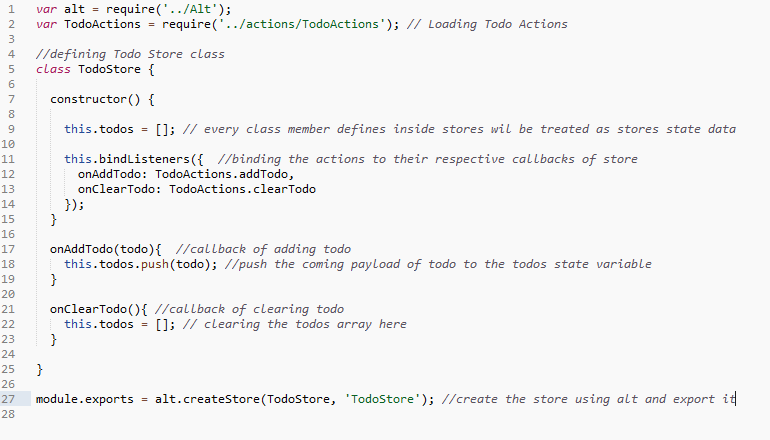 1 var alt = require('../Alt');
2 var TodoActions = require('../actions/TodoActions'); // Loading Todo Actions
3
4 //defining Todo Store class
5 class TodoStore {
6
7 constructor() {
8
9 this.todos = []; // every class member defines inside stores wil be treated as stores state data
10
11 this.bindListeners({ //binding the actions to their respective callbacks of store
12 onAddTodo: TodoActions.addTodo,
13 onClearTodo: TodoActions.clearTodo
14 });
15 }
16
17 onAddTodo(todo){ //callback of adding todo
18 this.todos.push(todo); //push the coming payload of todo to the todos state variable
19 }
20
21 onClearTodo(){ //callback of clearing todo
22 this.todos = []; // clearing the todos array here
23 }
24
25 }
26
27 module.exports = alt.createStore(TodoStore, 'TodoStore'); //create the store using alt and export it
28